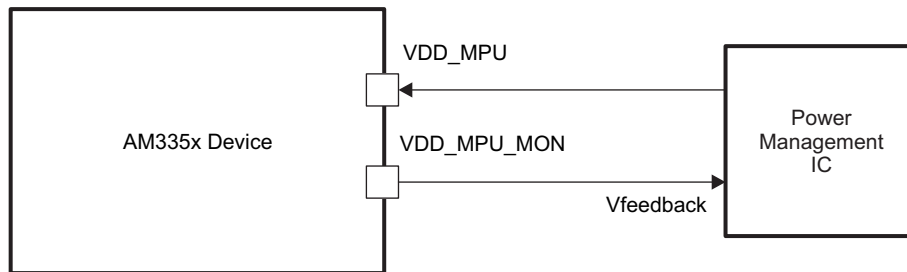 VDD_MPU
AM335x Device
VDD_MPU_MON
Vfeedback
Power
Management
IC